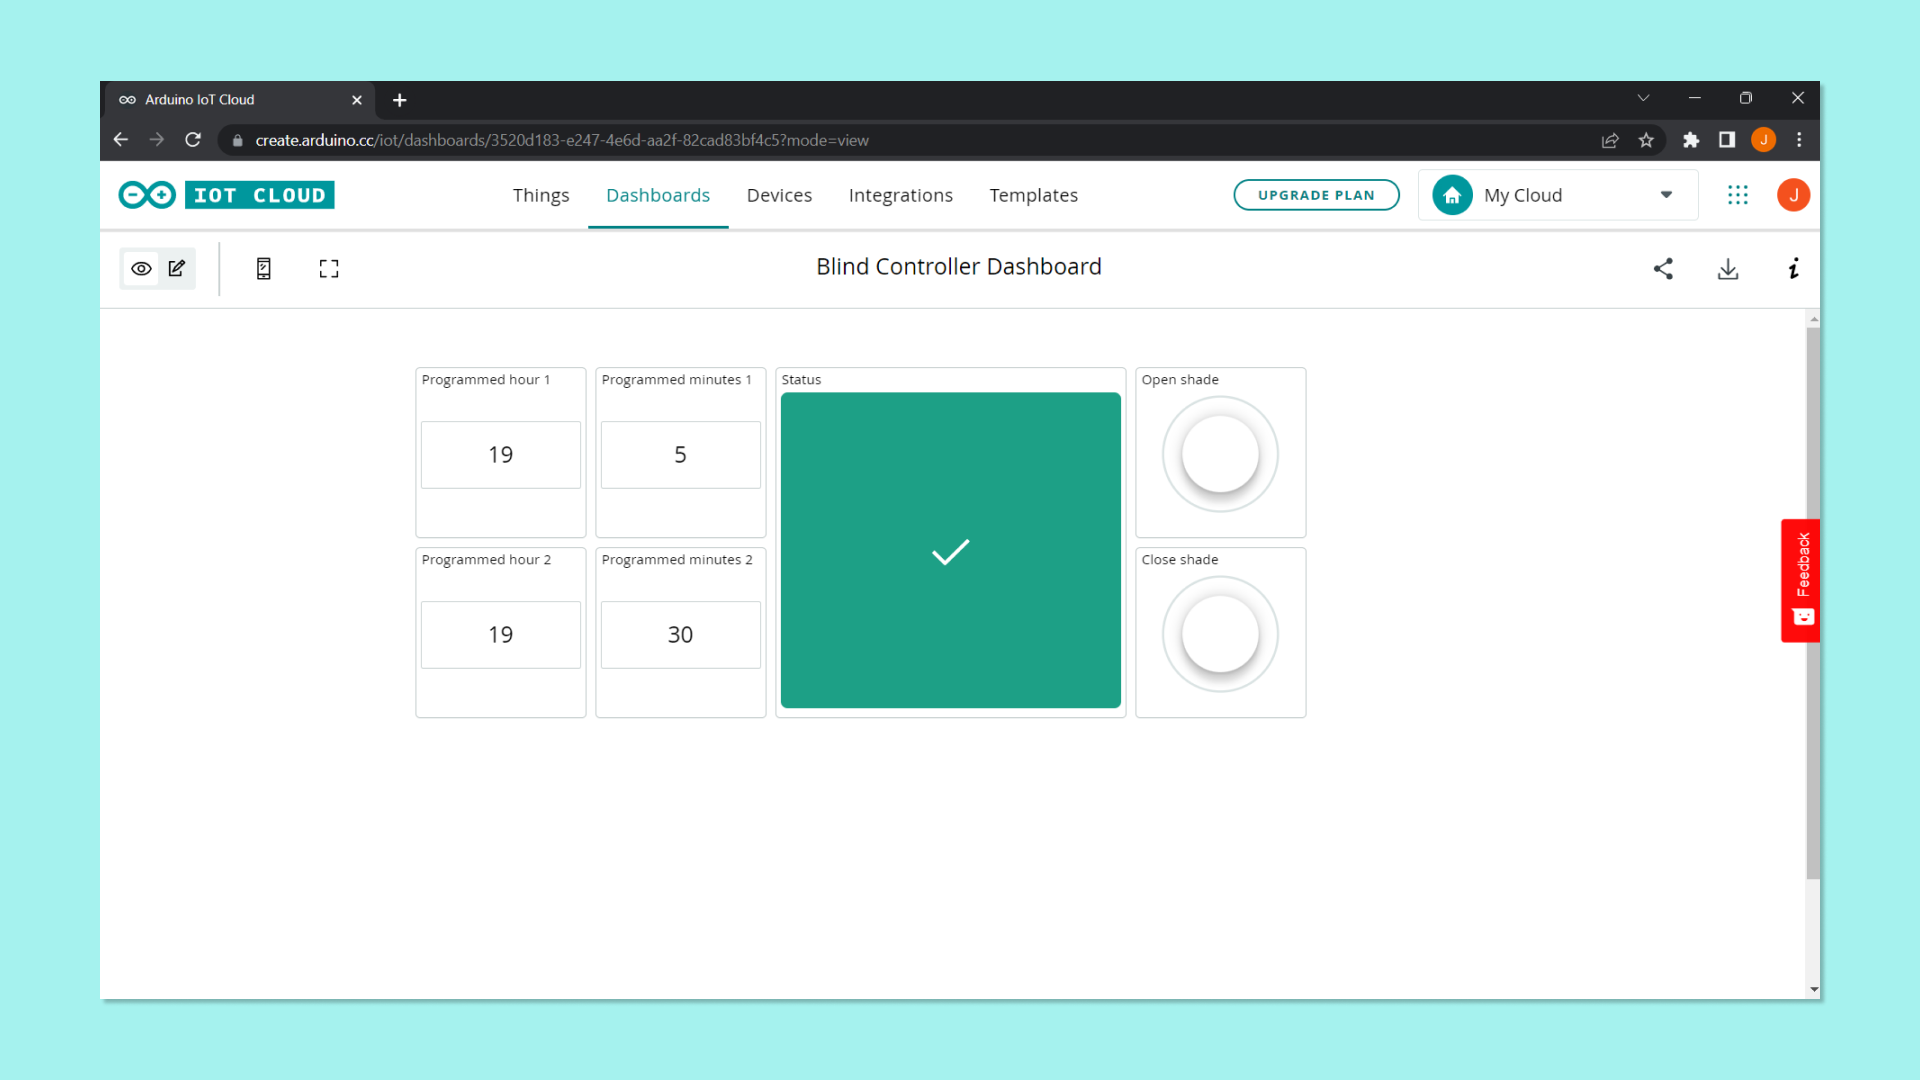 Arduino IoT Cloud
create.arduino.cc/iot/dashboards/3520d183-e247-4e6d-aa2f-82cad83bf4c5?mode=view
J
IOT CLOUD
Things
Dashboards
Devices
Integrations
Templates
UPGRADE PLAN
My Cloud
J
Blind Controller Dashboard
i
Programmed hour 1
19
Programmed minutes 1
5
Status
Open shade
Programmed hour 2
19
Programmed minutes 2
30
Close shade
Feedback